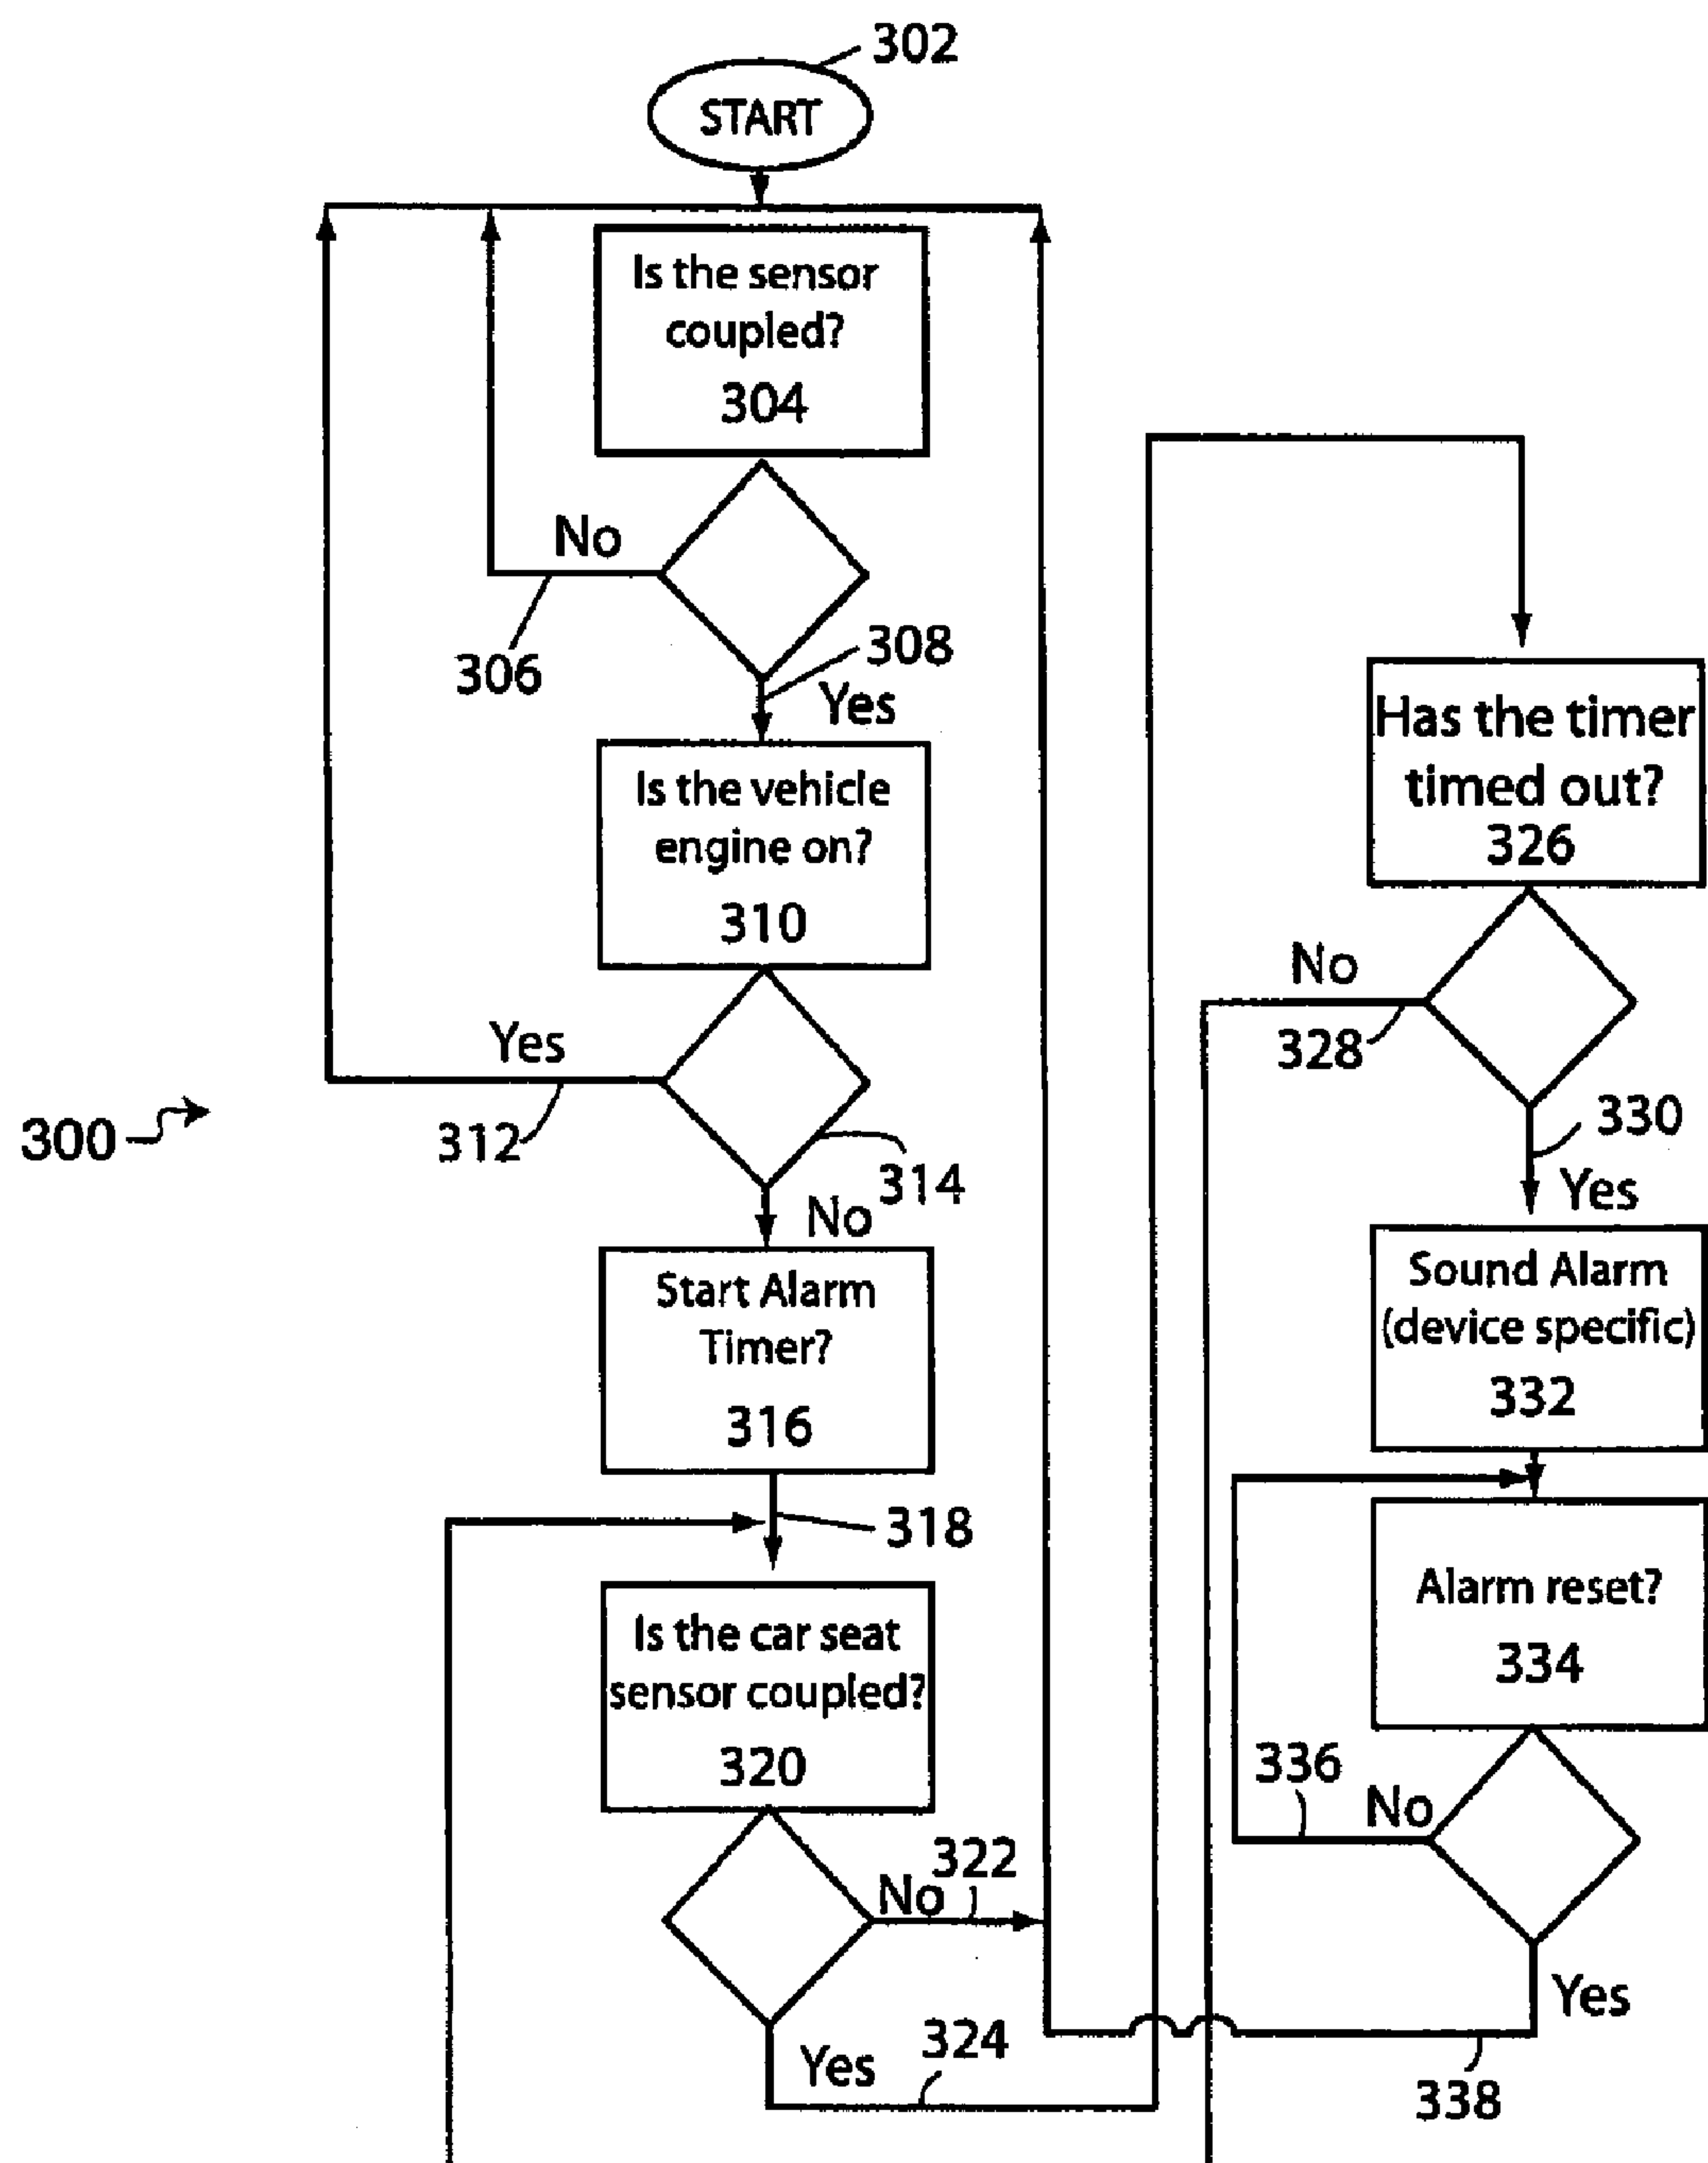 302
START
Is the sensor
coupled?
304
No
306
308
Yes
Is the vehicle
engine on?
310
Yes
312
314
No
300
Start Alarm
Timer?
316
318
Is the car seat
sensor coupled?
320
322
No
Yes
324
Has the timer
timed out?
326
No
328
330
Yes
Sound Alarm
(device specific)
332
Alarm reset?
334
336
No
Yes
338